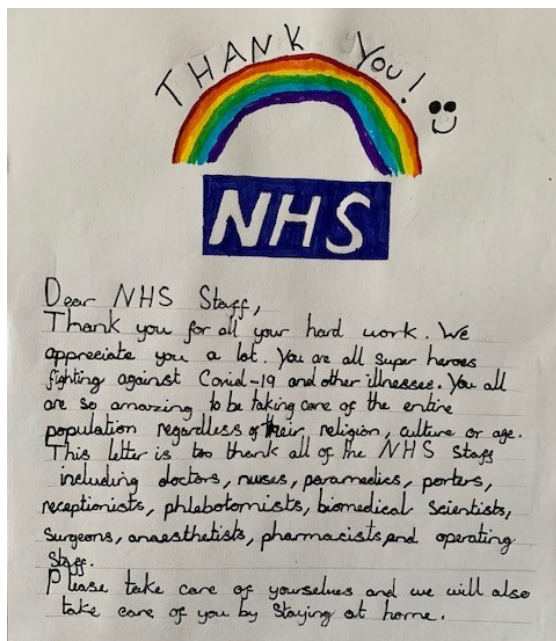 THANK YOU!
NHS
Dear NHS Staff,
Thank you for all your hard work. We
appreciate you a lot. You are all super heroes
fighting against Covid-19 and other illnesses. You all
are so amazing to be taking care of the entire
population regardless of their religion, culture or age.
This letter is too thank all of the NHS Staff
including doctors, nurses, paramedics, porters,
receptionists, phlabotomists, biomedical scientists,
surgeons, anaesthetists, pharmacists, and operating
Staff.
Please take care of yourselves and we will also
take care of you by Staying at home.